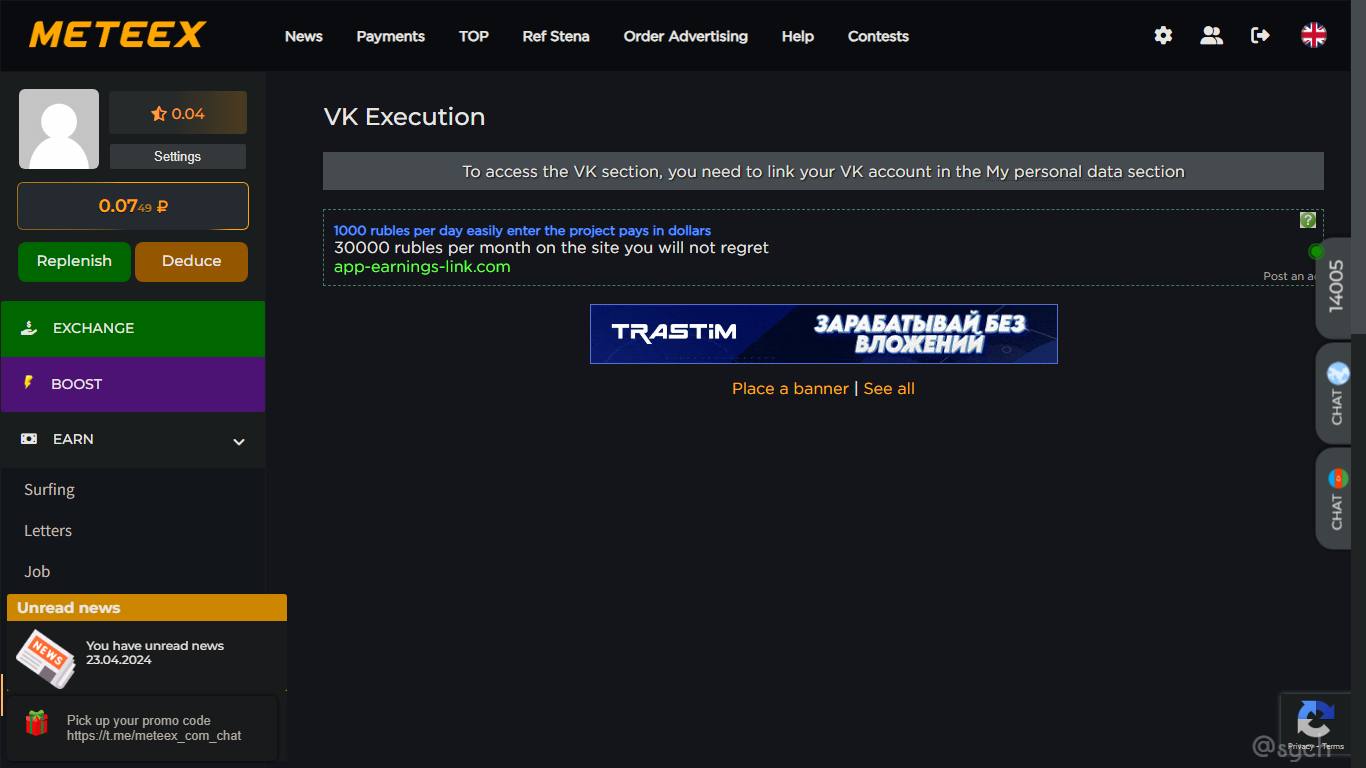 METEEX
News
Payments
TOP
Ref Stena
Order Advertising
Help
Contests
0.04
Settings
0.0749 ₽
Replenish
Deduce
EXCHANGE
BOOST
EARN
Surfing
Letters
Job
Unread news
NEWS
You have unread news
23.04.2024
Pick up your promo code
https://t.me/meteex_com_chat
VK Execution
To access the VK section, you need to link your VK account in the My personal data section
1000 rubles per day easily enter the project pays in dollars
30000 rubles per month on the site you will not regret
app-earnings-link.com
?
Post an a
TRASTIM
ЗАРАБАТЫВАЙ БЕЗ
ВЛОЖЕНИЙ
Place a banner | See all
14005
CHAT
CHAT
Privacy - Terms
@sych